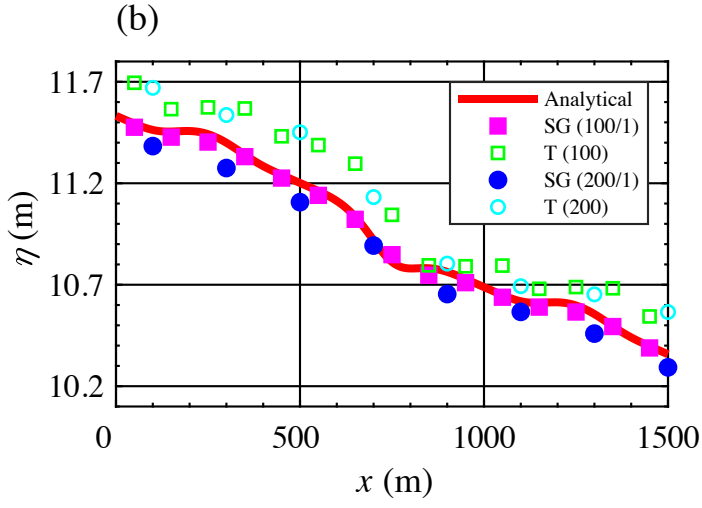 (b)
11.7
11.2
10.7
10.2
η (m)
Analytical
SG (100/1)
T (100)
SG (200/1)
T (200)
0 500 1000 1500
x (m)